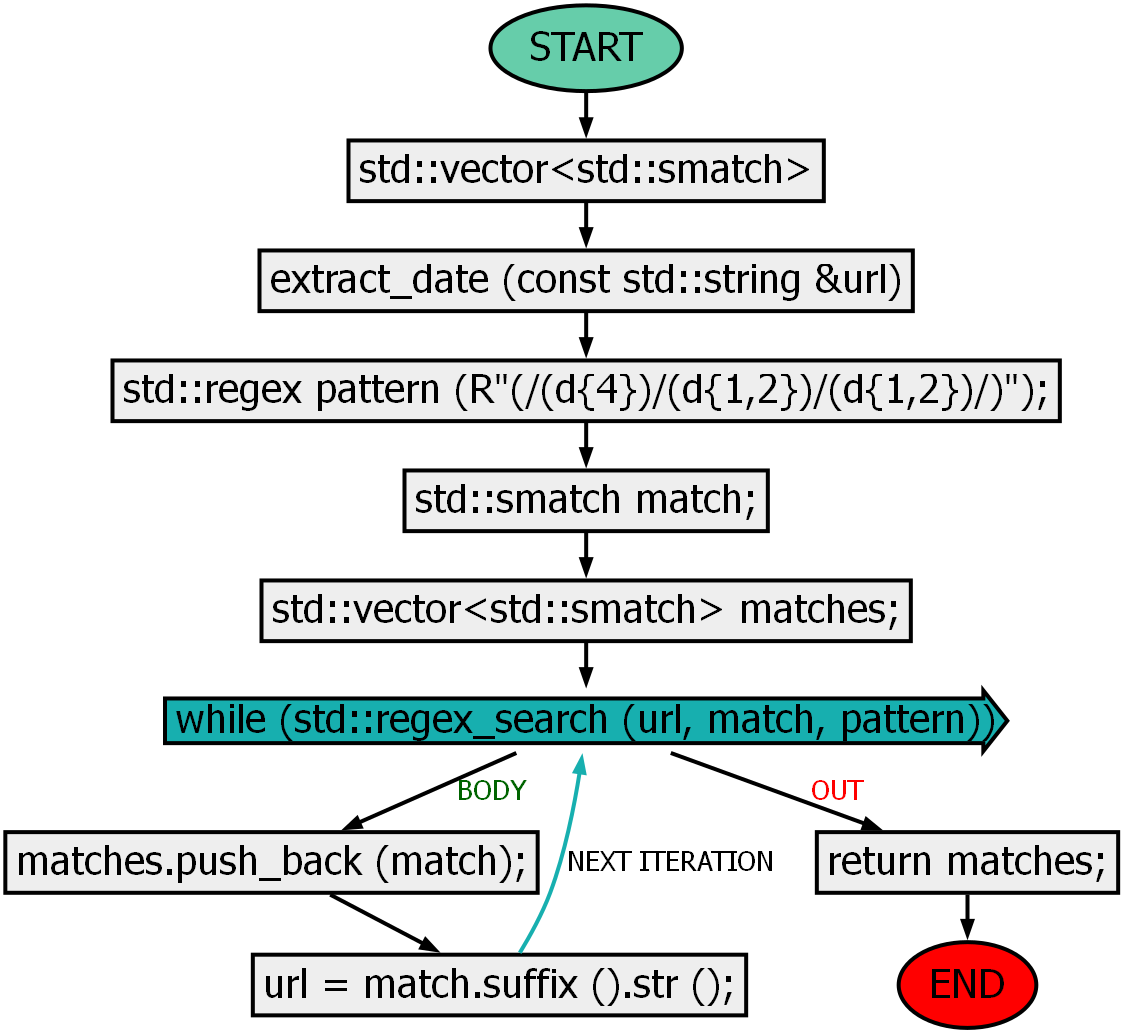 START
std::vector<std::smatch>
extract_date (const std::string &url)
std::regex pattern (R"(/(d{4})/(d{1,2})/(d{1,2})/)");
std::smatch match;
std::vector<std::smatch> matches;
while (std::regex_search (url, match, pattern))
BODY
OUT
matches.push_back (match);
NEXT ITERATION
return matches;
url = match.suffix ().str ();
END